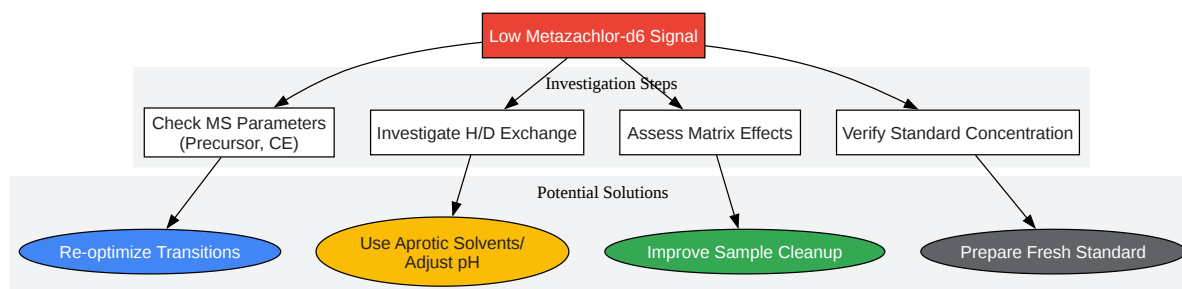 Low Metazachlor-d6 Signal
Investigation Steps
Check MS Parameters
(Precursor, CE)
Investigate H/D Exchange
Assess Matrix Effects
Verify Standard Concentration
Potential Solutions
Re-optimize Transitions
Use Aprotic Solvents/
Adjust pH
Improve Sample Cleanup
Prepare Fresh Standard